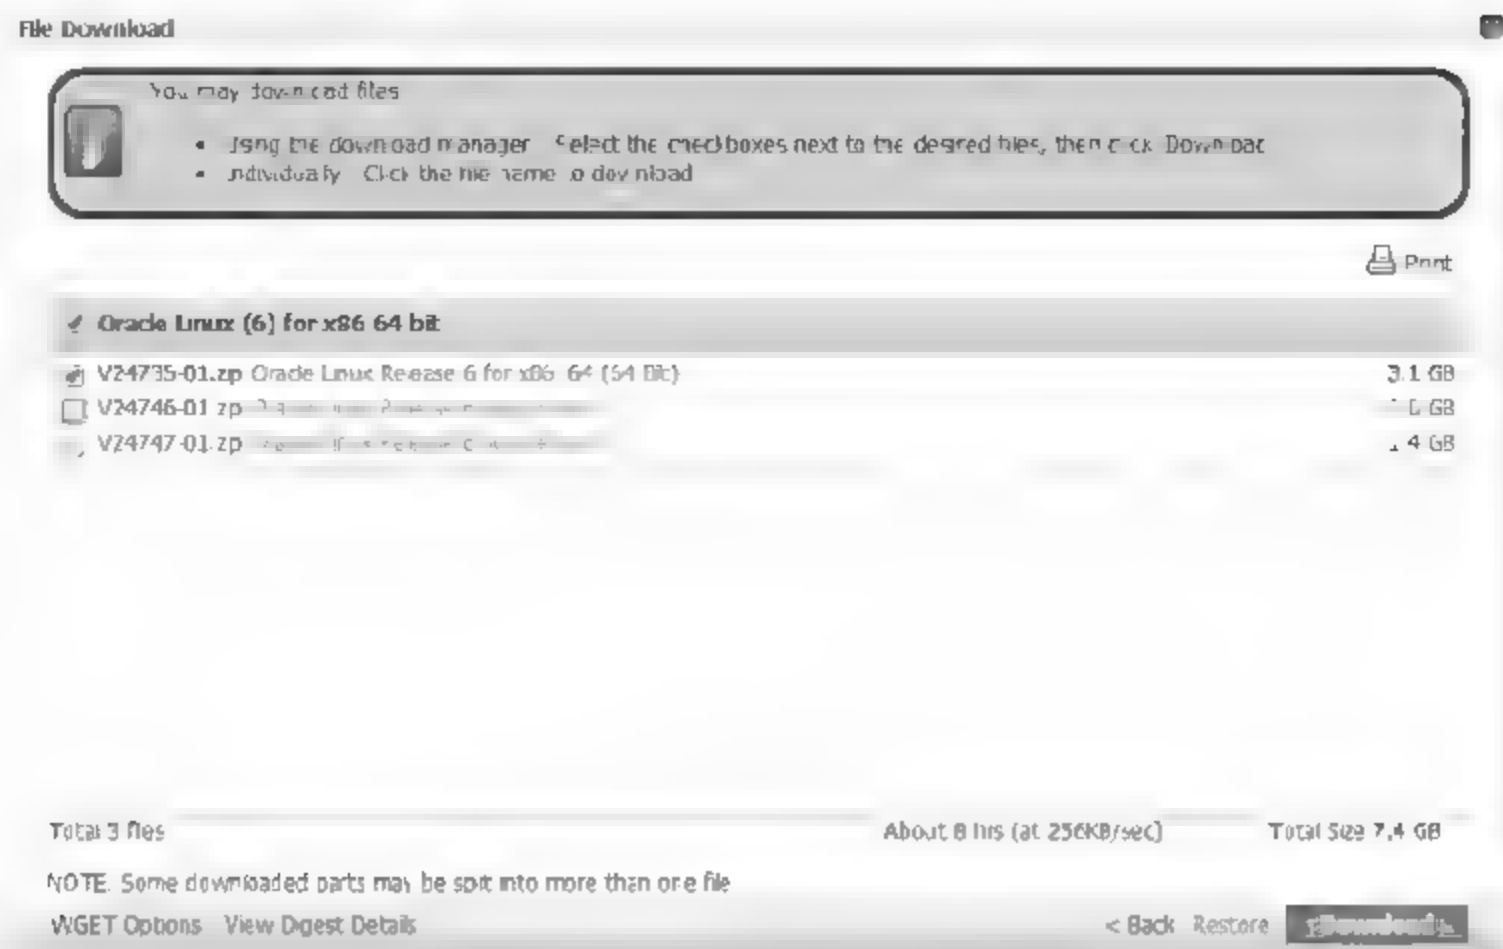 File Download
You may download files
Using the download manager Select the checkboxes next to the desired files, then click Download
Individually Click the file name to download
Print
Oracle Linux (6) for x86 64 bit
V24735-01.zip Oracle Linux Release 6 for x86_64 (64 Bit) 3.1 GB
V24746-01.zip GB
V24747-01.zip 4 GB
Total 3 files About 8 hrs (at 256KB/sec) Total Size 7.4 GB
NOTE. Some downloaded parts may be split into more than one file
WGET Options View Digest Details < Back Restore Download